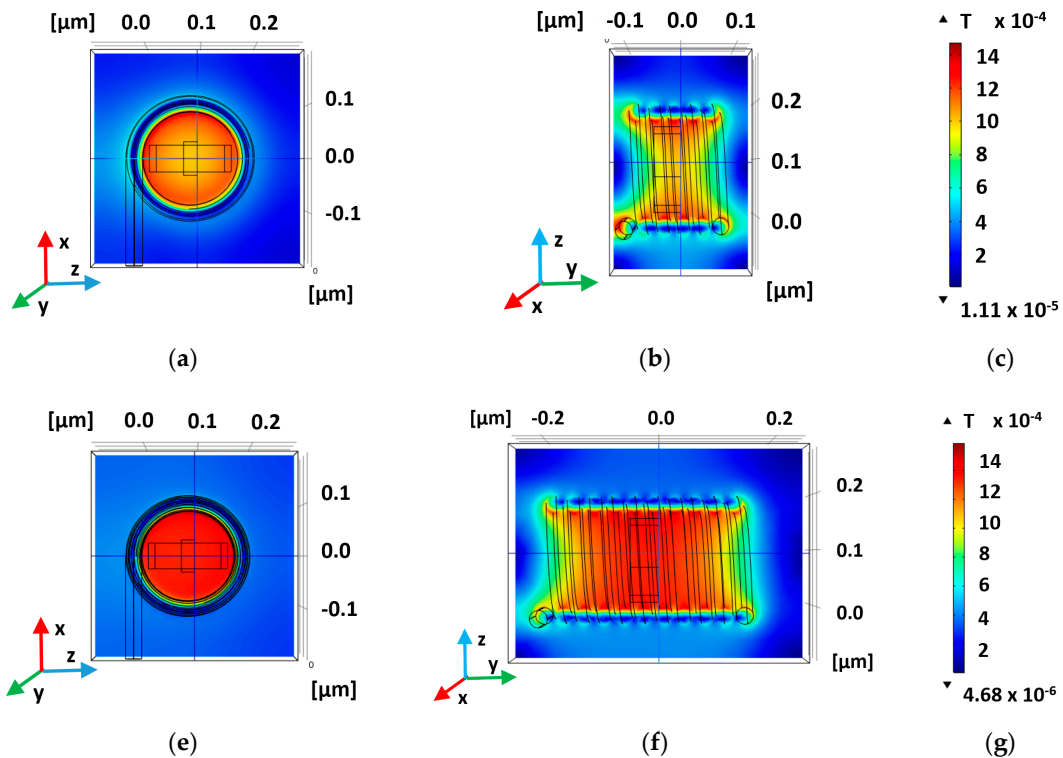 [µm] 0.0 0.1 0.2
0.1
0.0
-0.1
0
[µm]
x
z
y
(a)
[µm] -0.1 0.0 0.1
0
0.2
0.1
0.0
[µm]
z
y
x
(b)
T x 10⁻⁴
14
12
10
8
6
4
2
1.11 x 10⁻⁵
(c)
[µm] 0.0 0.1 0.2
0.1
0.0
-0.1
0
[µm]
x
z
y
(e)
[µm] -0.2 0.0 0.2
0.2
0.1
0.0
[µm]
z
y
x
(f)
T x 10⁻⁴
14
12
10
8
6
4
2
4.68 x 10⁻⁶
(g)